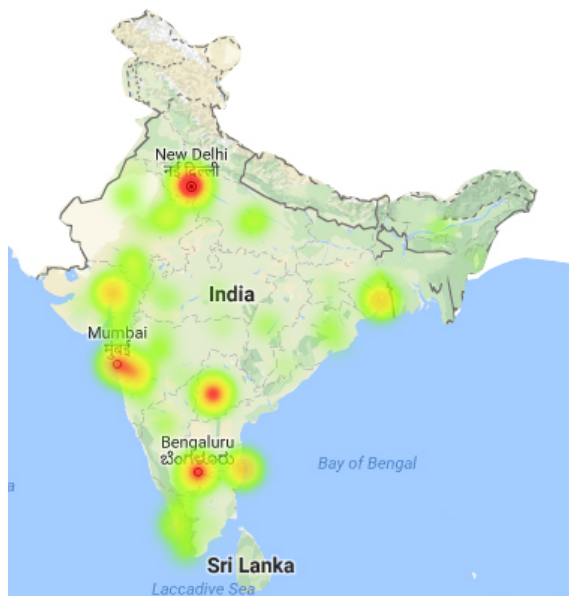 New Delhi
नई दिल्ली
India
Mumbai
मुंबई
Bengaluru
ಬೆಂಗಳೂರು
Bay of Bengal
a
Sri Lanka
Laccadive Sea